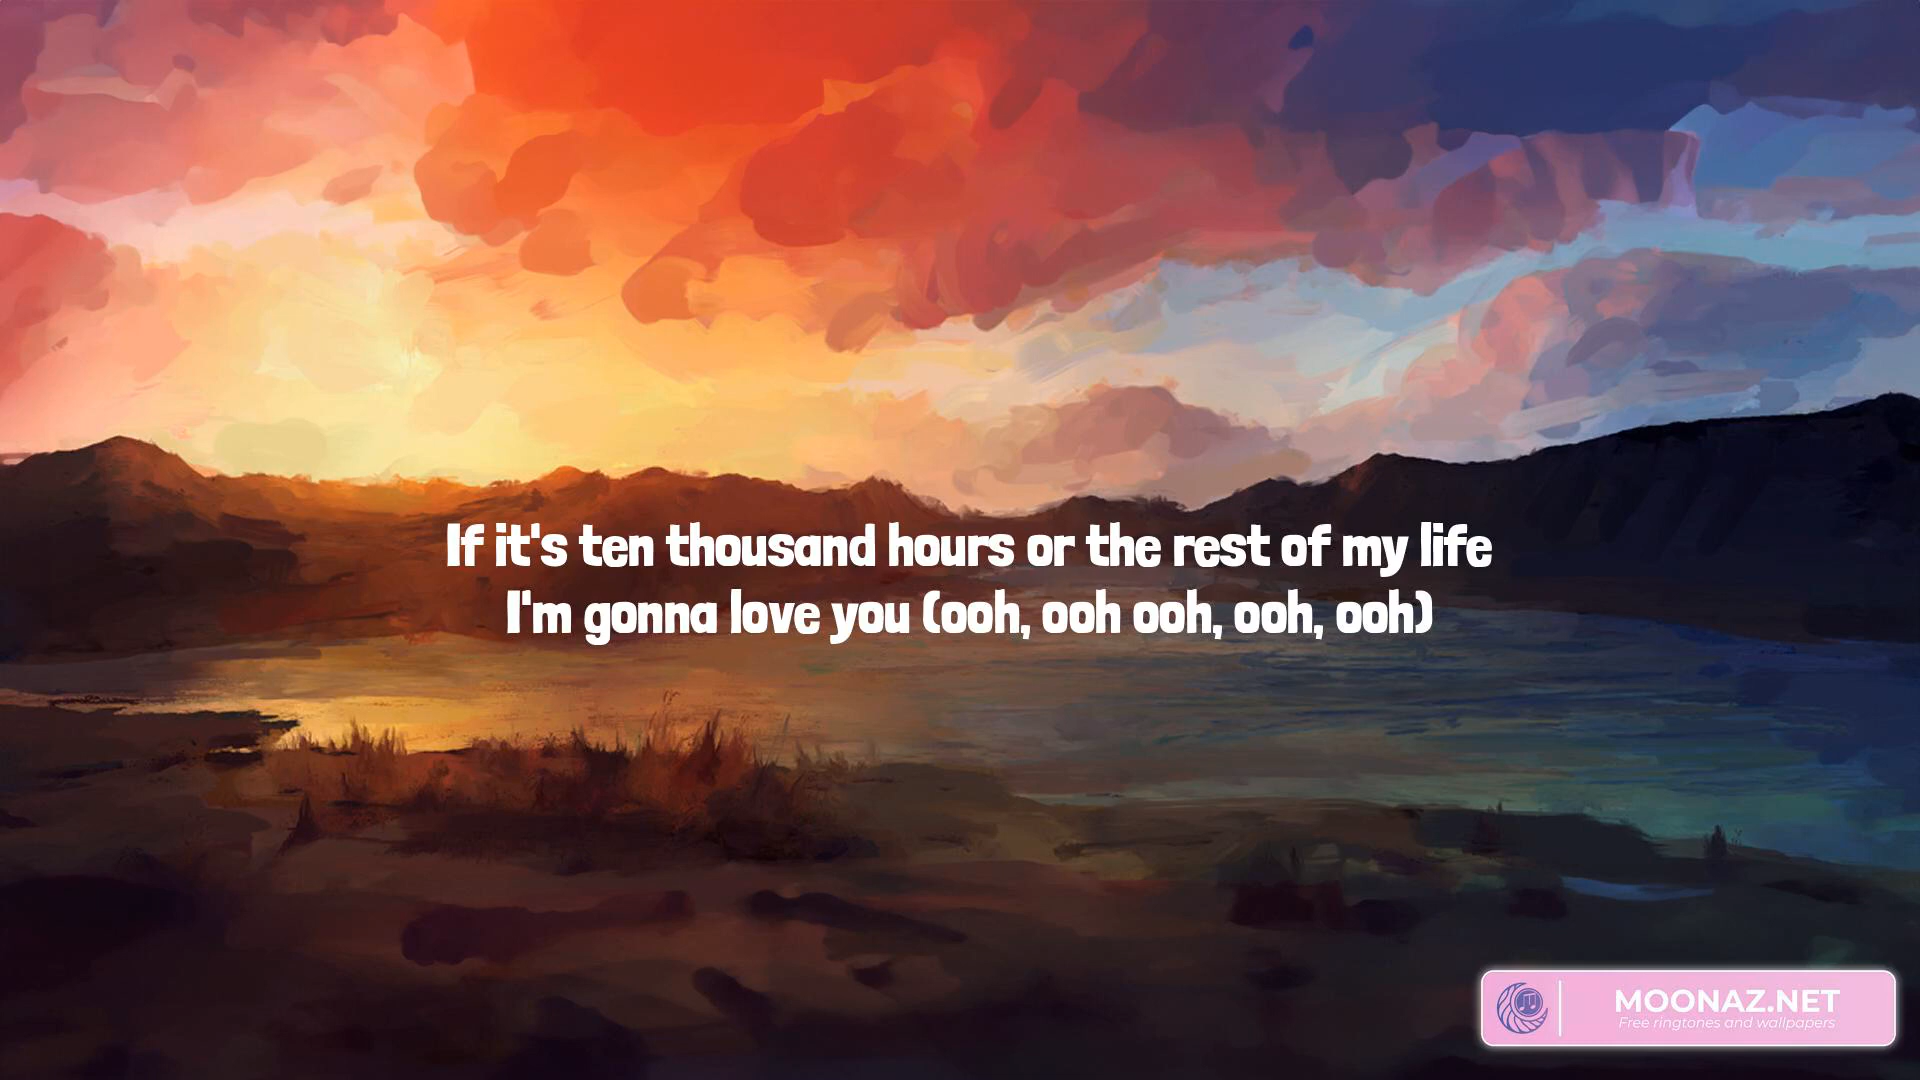 If it's ten thousand hours or the rest of my life
I'm gonna love you (ooh, ooh ooh, ooh, ooh)
MOONAZ.NET
Free ringtones and wallpapers